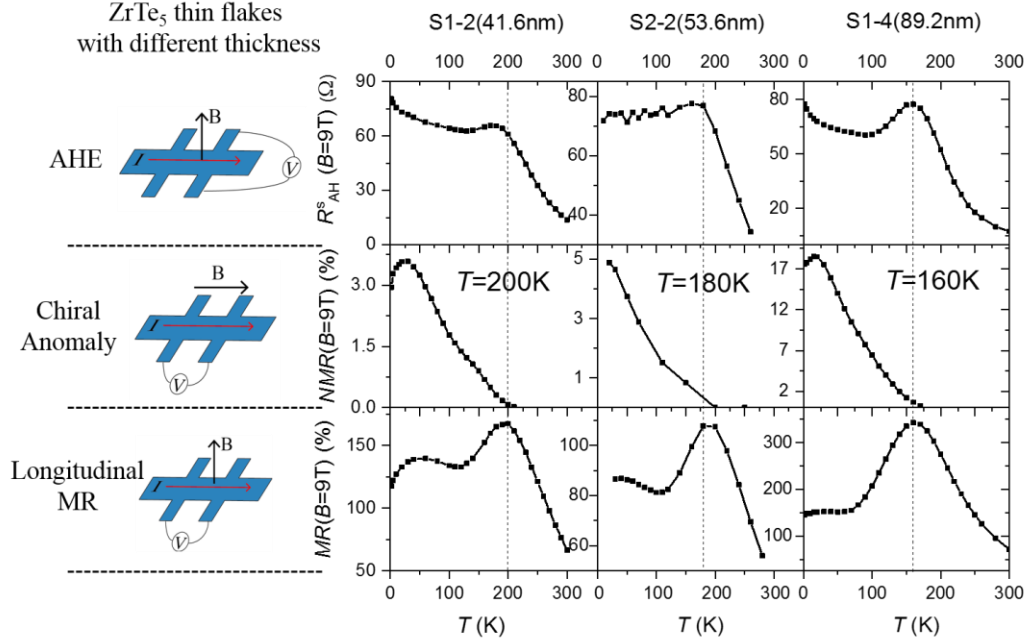 ZrTe₅ thin flakes
with different thickness
S1-2(41.6nm)
S2-2(53.6nm)
S1-4(89.2nm)
0 100 200 300
0 100 200 300
0 100 200 300
AHE
B
I
V
RˢAH (B=9T) (Ω)
90
60
30
0
80
60
40
80
50
20
Chiral
Anomaly
B
I
V
NMR(B=9T) (%)
3.0
1.5
0.0
T=200K
5
3
1
T=180K
17
12
7
2
T=160K
Longitudinal
MR
B
I
V
MR(B=9T) (%)
150
100
50
100
80
60
300
200
100
0 100 200 300
0 100 200 300
0 100 200 300
T (K)
T (K)
T (K)